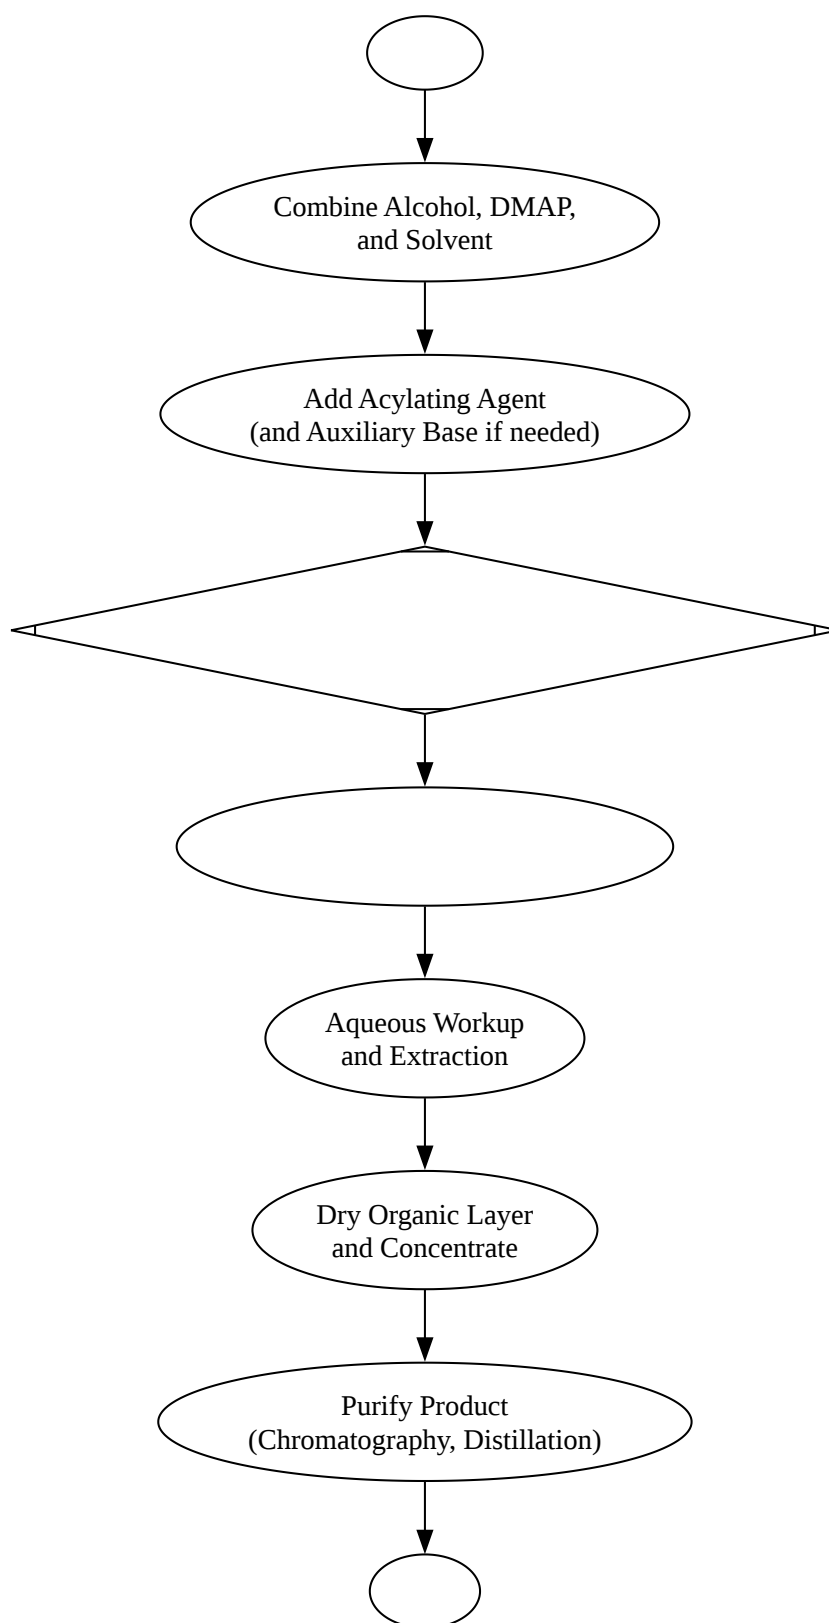 Combine Alcohol, DMAP,
and Solvent
Add Acylating Agent
(and Auxiliary Base if needed)
Aqueous Workup
and Extraction
Dry Organic Layer
and Concentrate
Purify Product
(Chromatography, Distillation)